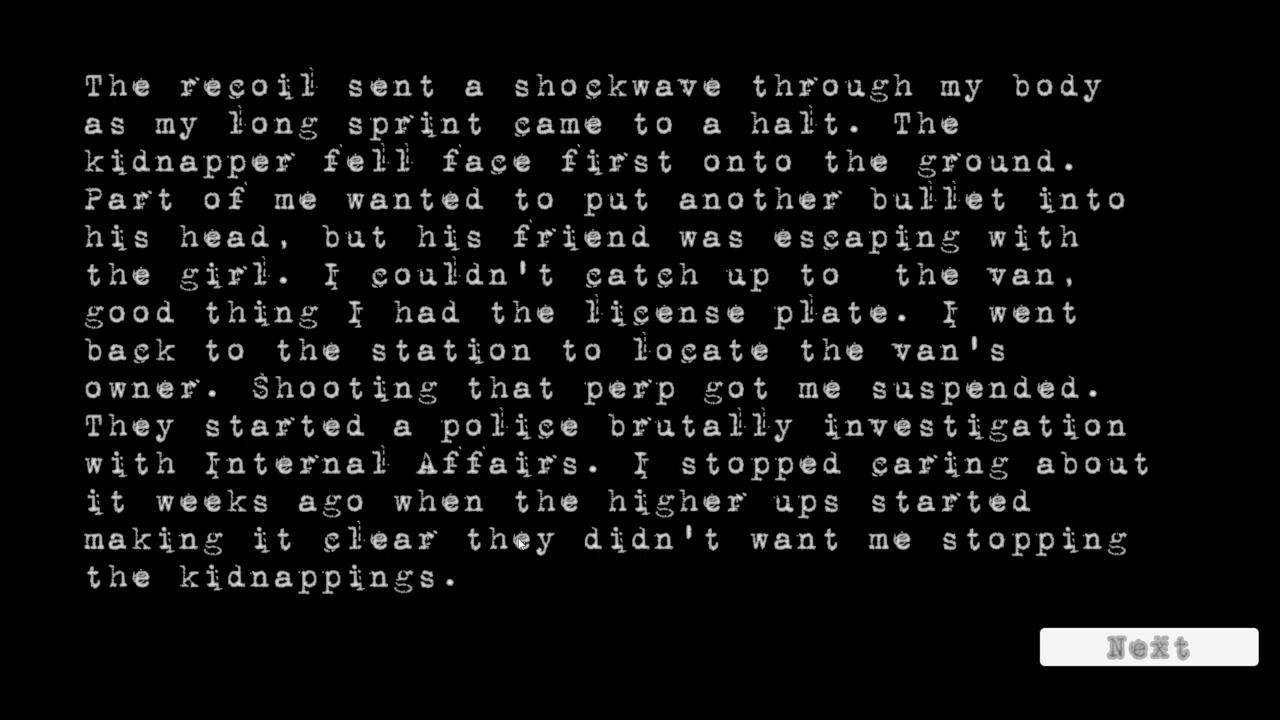 The recoil sent a shockwave through my body
as my long sprint came to a halt. The
kidnapper fell face first onto the ground.
Part of me wanted to put another bullet into
his head, but his friend was escaping with
the girl. I couldn't catch up to  the van,
good thing I had the license plate. I went
back to the station to locate the van's
owner. Shooting that perp got me suspended.
They started a police brutally investigation
with Internal Affairs. I stopped caring about
it weeks ago when the higher ups started
making it clear they didn't want me stopping
the kidnappings.
Next